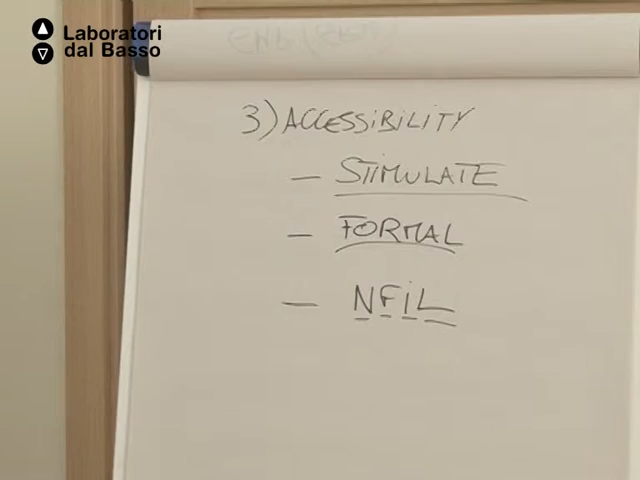 Laboratori
dal Basso
3) ACCESSIBILITY
— STIMULATE
— FORMAL
— NFIL